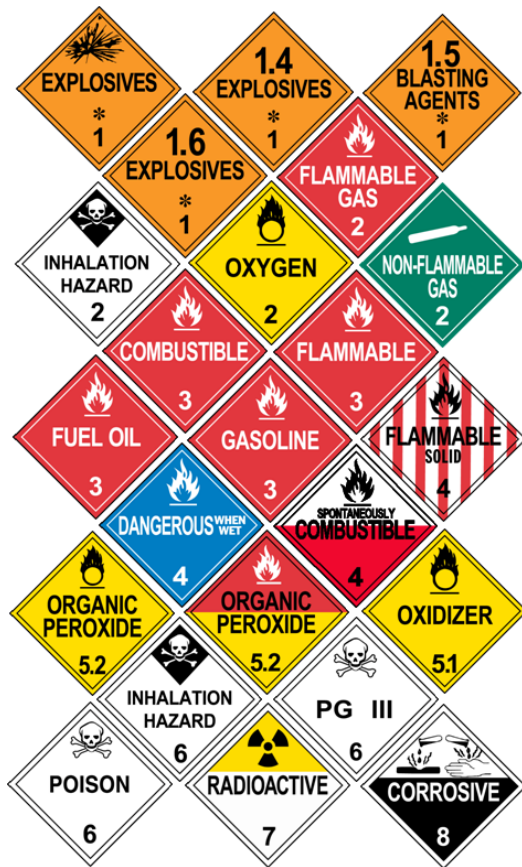 EXPLOSIVES
*
1
1.4
EXPLOSIVES
*
1
1.5
BLASTING
AGENTS
*
1
1.6
EXPLOSIVES
*
1
FLAMMABLE
GAS
2
INHALATION
HAZARD
2
OXYGEN
2
NON-FLAMMABLE
GAS
2
COMBUSTIBLE
3
FLAMMABLE
3
FUEL OIL
3
GASOLINE
3
FLAMMABLE
SOLID
4
DANGEROUS WHEN
WET
4
SPONTANEOUSLY
COMBUSTIBLE
4
ORGANIC
PEROXIDE
5.2
ORGANIC
PEROXIDE
5.2
OXIDIZER
5.1
INHALATION
HAZARD
6
PG III
6
POISON
6
RADIOACTIVE
7
CORROSIVE
8